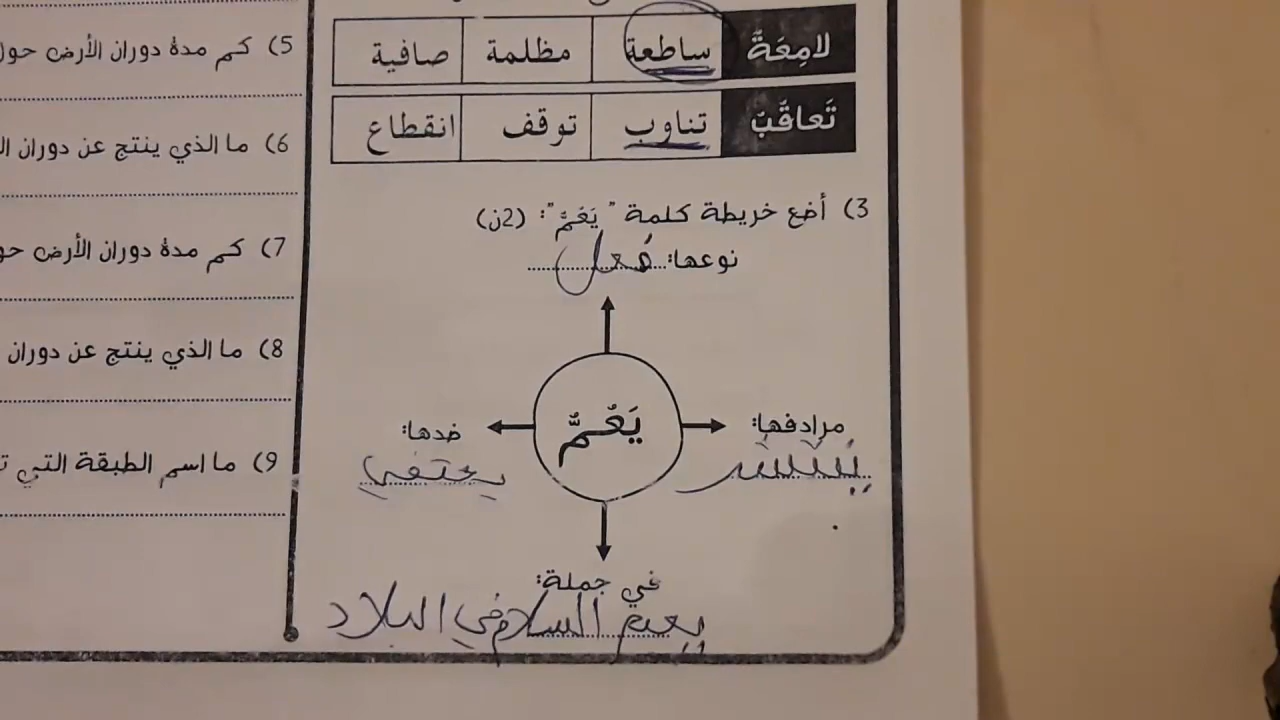 لامِعَةً ساطعة مظلمة صافية
تَعاقَبَ تناوب توقف انقطاع
3) أضع خريطة كلمة "يَعُمُّ": (2ن)
نوعها: فعل
يَعُمُّ
مرادفها: ينتشر
ضدها: يختفي
في جملة:
يعم السلام في البلاد
5) كم مدة دوران الأرض حول
6) ما الذي ينتج عن دوران
7) كم مدة دوران الأرض
8) ما الذي ينتج عن دوران
9) ما اسم الطبقة التي